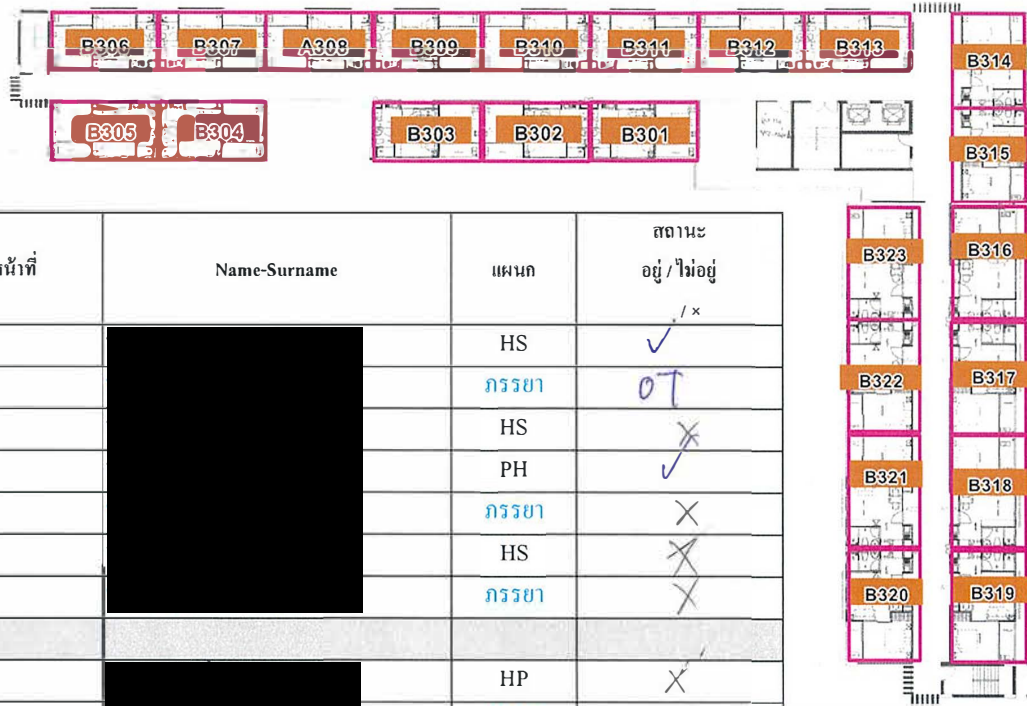 B306 B307 A308 B309 B310 B311 B312 B313
B314
B305 B304 B303 B302 B301
B315
B323 B316
B322 B317
B321 B318
B320 B319
น้าที่ Name-Surname แผนก สถานะ
อยู่ / ไม่อยู่
/ ×
HS ✓
ภรรยา OT
HS ×
PH ✓
ภรรยา ×
HS ×
ภรรยา ×
HP ×